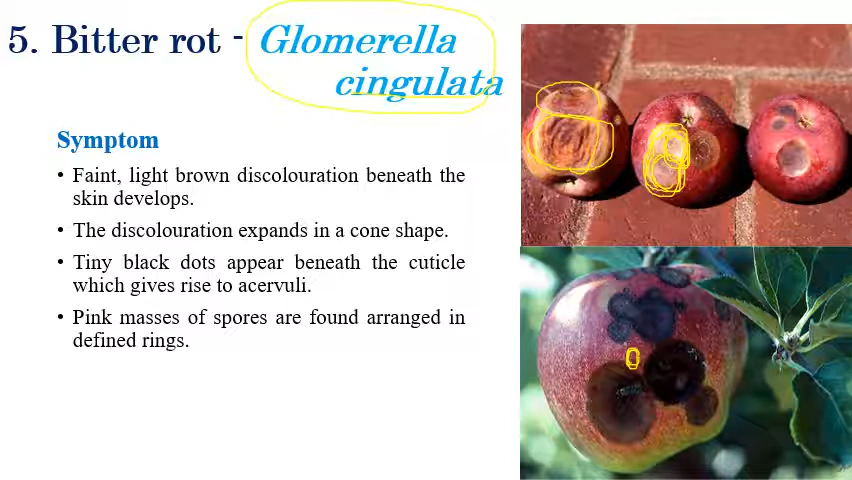 5. Bitter rot - Glomerella
cingulata
Symptom
• Faint, light brown discolouration beneath the
skin develops.
• The discolouration expands in a cone shape.
• Tiny black dots appear beneath the cuticle
which gives rise to acervuli.
• Pink masses of spores are found arranged in
defined rings.